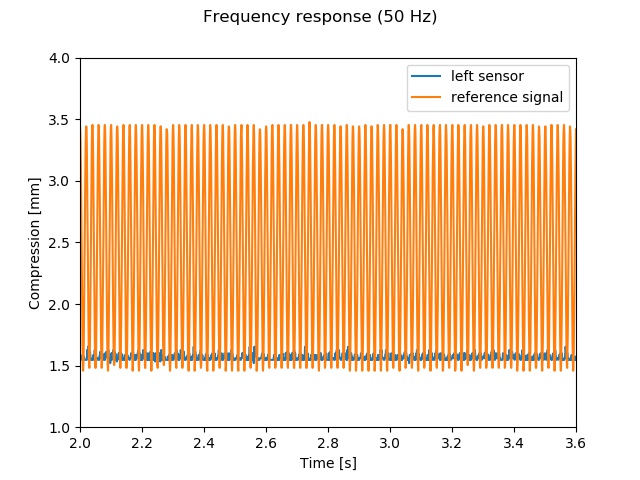 Frequency response (50 Hz)
4.0
left sensor
reference signal
3.5
3.0
2.5
2.0
1.5
1.0
Compression [mm]
2.0 2.2 2.4 2.6 2.8 3.0 3.2 3.4 3.6
Time [s]